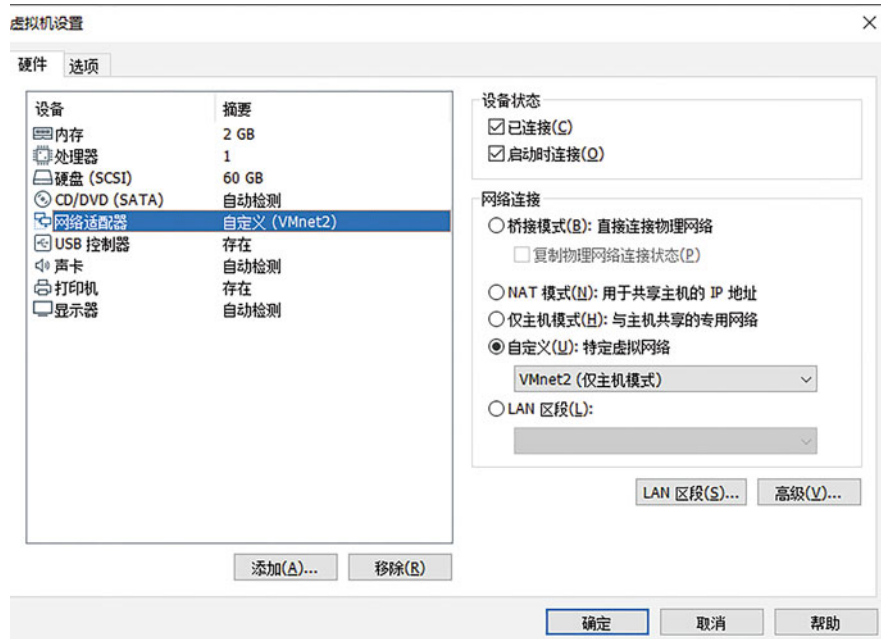 虚拟机设置
硬件 选项
设备 摘要
内存 2 GB
处理器 1
硬盘 (SCSI) 60 GB
CD/DVD (SATA) 自动检测
网络适配器 自定义 (VMnet2)
USB 控制器 存在
声卡 自动检测
打印机 存在
显示器 自动检测
添加(A)... 移除(R)
设备状态
已连接(C)
启动时连接(O)
网络连接
桥接模式(B): 直接连接物理网络
复制物理网络连接状态(P)
NAT 模式(N): 用于共享主机的 IP 地址
仅主机模式(H): 与主机共享的专用网络
自定义(U): 特定虚拟网络
VMnet2 (仅主机模式)
LAN 区段(L):
LAN 区段(S)... 高级(V)...
确定 取消 帮助